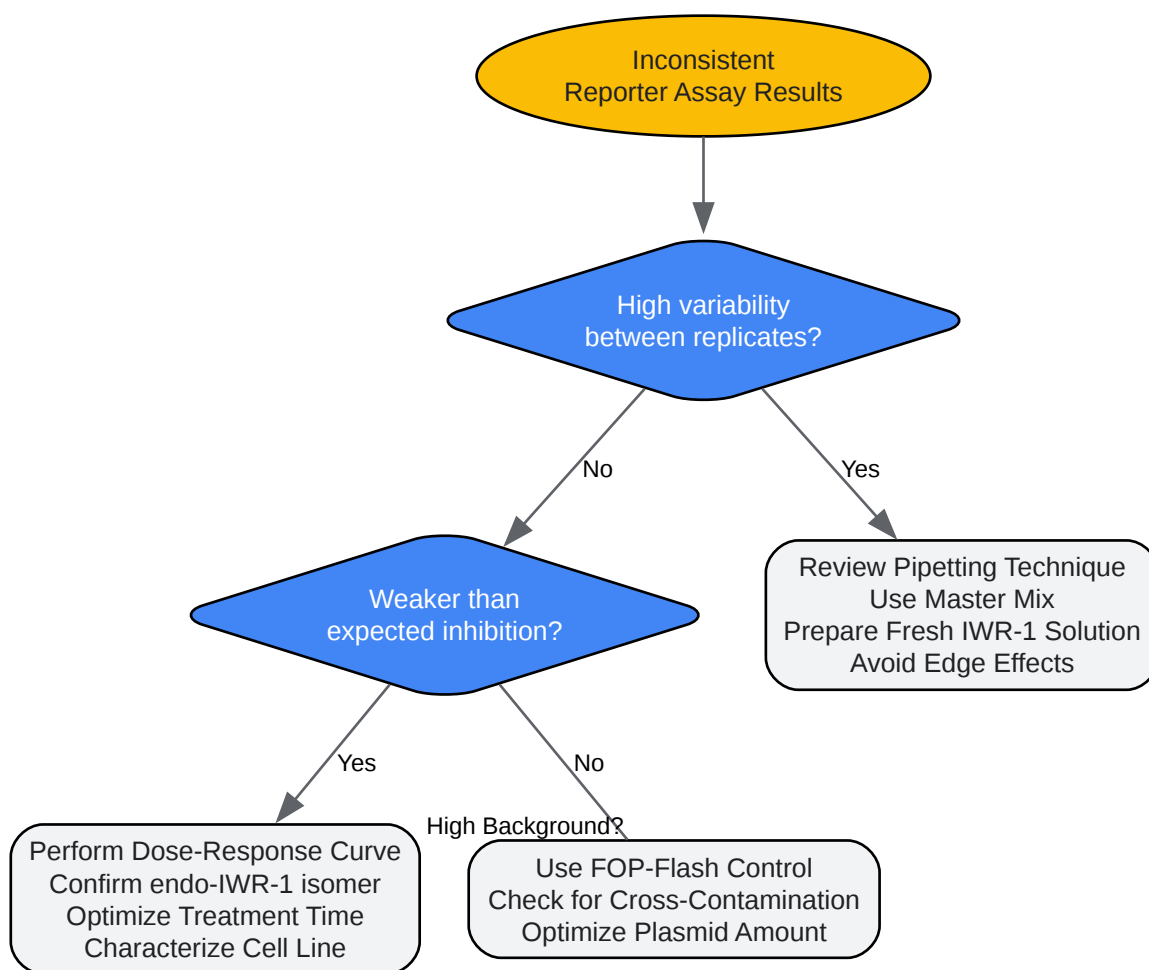 Inconsistent
Reporter Assay Results
High variability
between replicates?
No
Yes
Weaker than
expected inhibition?
Review Pipetting Technique
Use Master Mix
Prepare Fresh IWR-1 Solution
Avoid Edge Effects
Yes
No
High Background?
Perform Dose-Response Curve
Confirm endo-IWR-1 isomer
Optimize Treatment Time
Characterize Cell Line
Use FOP-Flash Control
Check for Cross-Contamination
Optimize Plasmid Amount